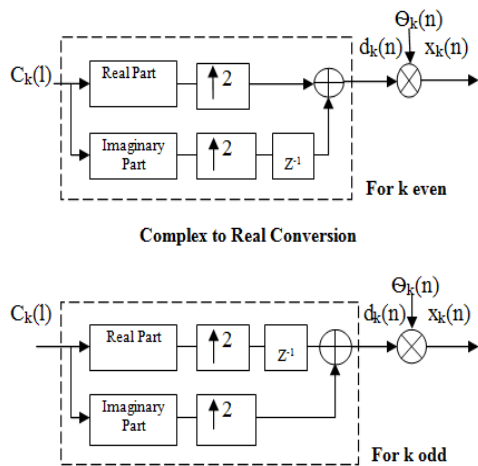 Θk(n)
dk(n) xk(n)
Ck(l)
Real Part
2
Imaginary
Part
2
Z-1
For k even
Complex to Real Conversion
Θk(n)
Ck(l)
dk(n) xk(n)
Real Part
2
Z-1
Imaginary
Part
2
For k odd